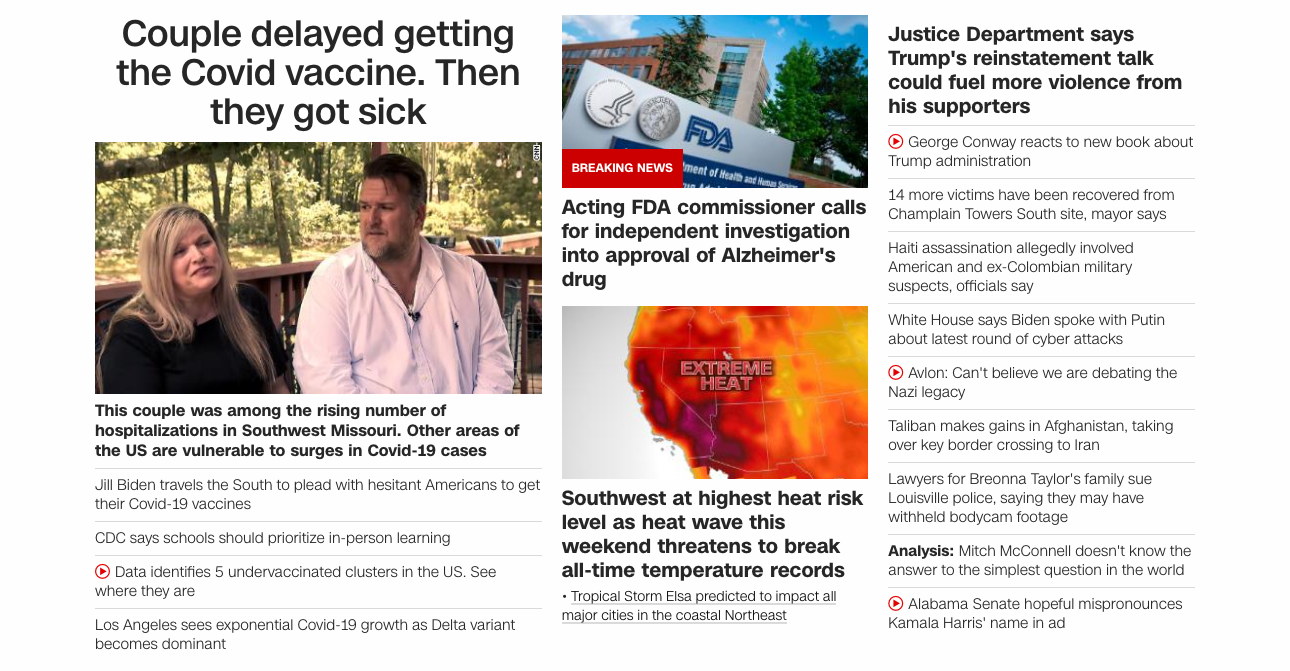 Couple delayed getting
the Covid vaccine. Then
they got sick
CNN
This couple was among the rising number of
hospitalizations in Southwest Missouri. Other areas of
the US are vulnerable to surges in Covid-19 cases
Jill Biden travels the South to plead with hesitant Americans to get
their Covid-19 vaccines
CDC says schools should prioritize in-person learning
Data identifies 5 undervaccinated clusters in the US. See
where they are
Los Angeles sees exponential Covid-19 growth as Delta variant
becomes dominant
FDA
BREAKING NEWS
ment of Health and Human Services
Acting FDA commissioner calls
for independent investigation
into approval of Alzheimer's
drug
EXTREME
HEAT
Southwest at highest heat risk
level as heat wave this
weekend threatens to break
all-time temperature records
• Tropical Storm Elsa predicted to impact all
major cities in the coastal Northeast
Justice Department says
Trump's reinstatement talk
could fuel more violence from
his supporters
George Conway reacts to new book about
Trump administration
14 more victims have been recovered from
Champlain Towers South site, mayor says
Haiti assassination allegedly involved
American and ex-Colombian military
suspects, officials say
White House says Biden spoke with Putin
about latest round of cyber attacks
Avlon: Can't believe we are debating the
Nazi legacy
Taliban makes gains in Afghanistan, taking
over key border crossing to Iran
Lawyers for Breonna Taylor's family sue
Louisville police, saying they may have
withheld bodycam footage
Analysis: Mitch McConnell doesn't know the
answer to the simplest question in the world
Alabama Senate hopeful mispronounces
Kamala Harris' name in ad